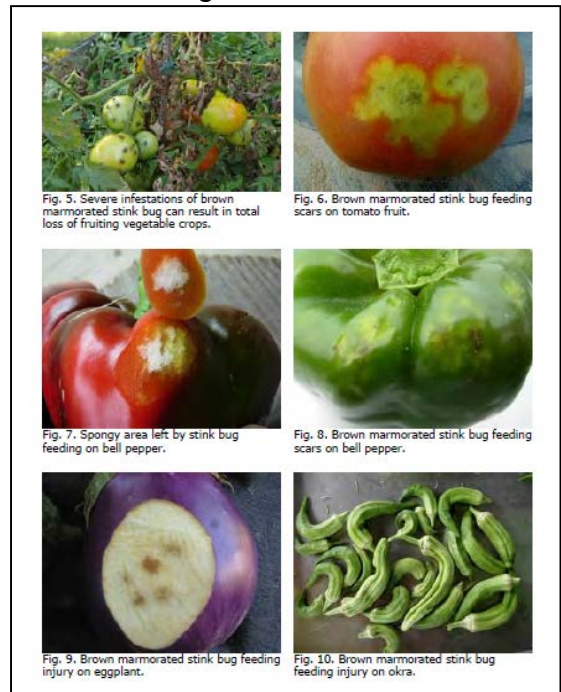 Fig. 5. Severe infestations of brown
marmorated stink bug can result in total
loss of fruiting vegetable crops.
Fig. 6. Brown marmorated stink bug feeding
scars on tomato fruit.
Fig. 7. Spongy area left by stink bug
feeding on bell pepper.
Fig. 8. Brown marmorated stink bug feeding
scars on bell pepper.
Fig. 9. Brown marmorated stink bug feeding
injury on eggplant.
Fig. 10. Brown marmorated stink bug
feeding injury on okra.